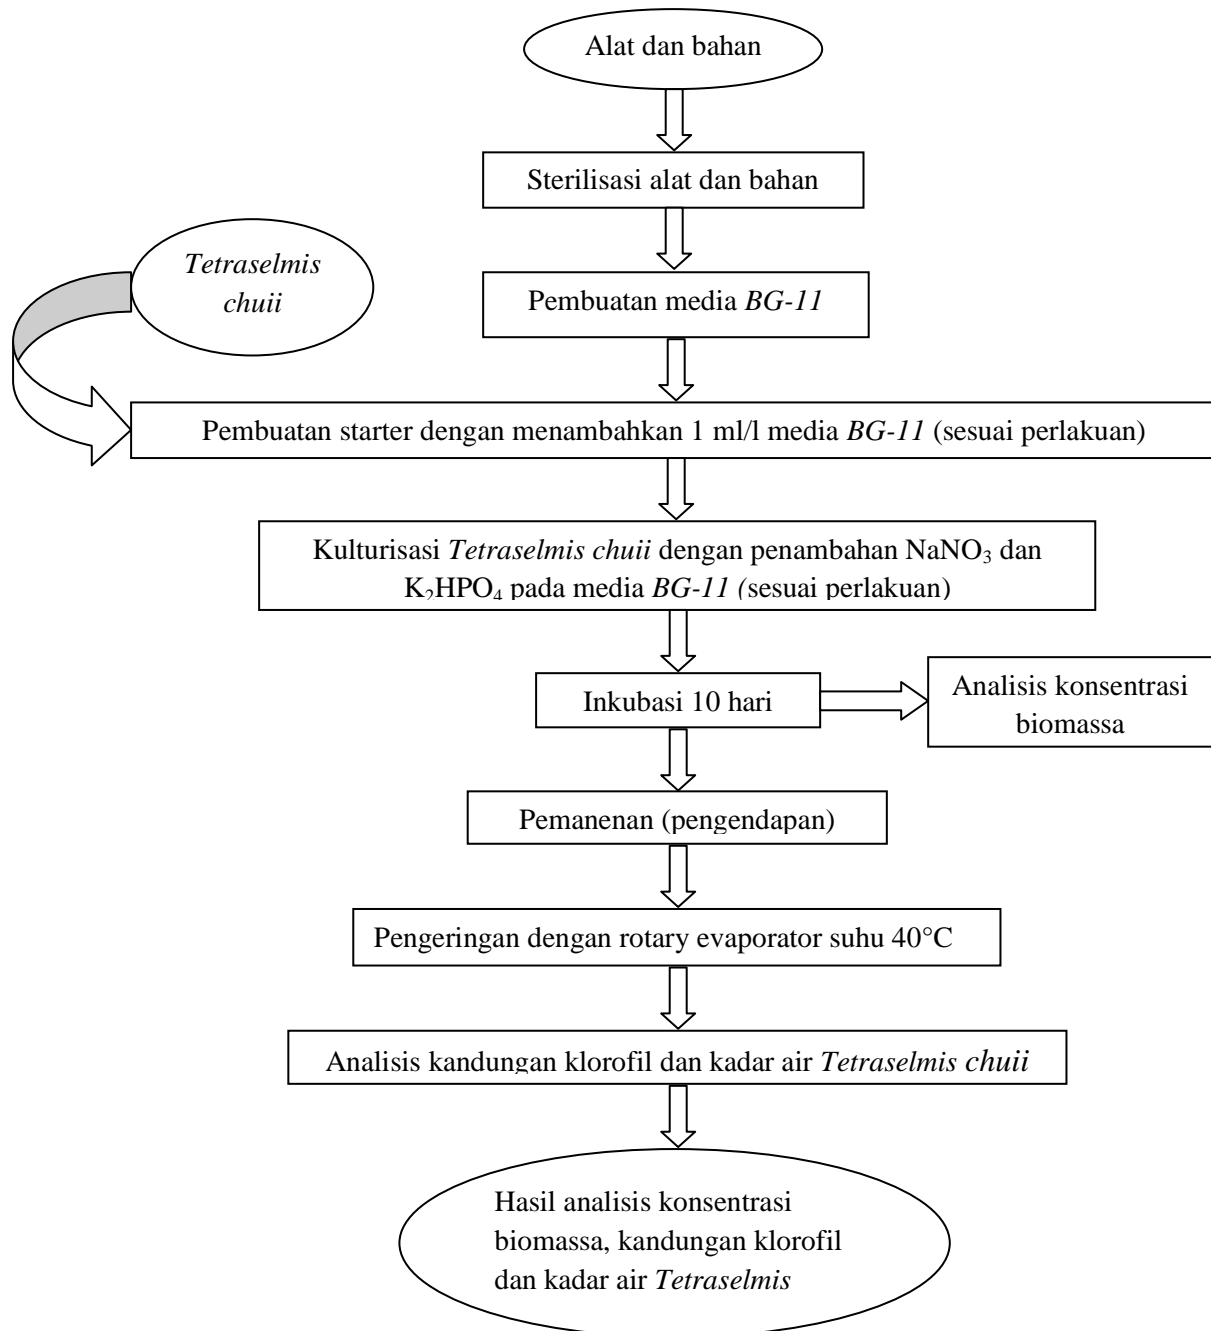 Alat dan bahan
Sterilisasi alat dan bahan
Tetraselmis
chuii
Pembuatan media BG-11
Pembuatan starter dengan menambahkan 1 ml/l media BG-11 (sesuai perlakuan)
Kulturisasi Tetraselmis chuii dengan penambahan NaNO₃ dan
K₂HPO₄ pada media BG-11 (sesuai perlakuan)
Inkubasi 10 hari
Analisis konsentrasi
biomassa
Pemanenan (pengendapan)
Pengeringan dengan rotary evaporator suhu 40°C
Analisis kandungan klorofil dan kadar air Tetraselmis chuii
Hasil analisis konsentrasi
biomassa, kandungan klorofil
dan kadar air Tetraselmis